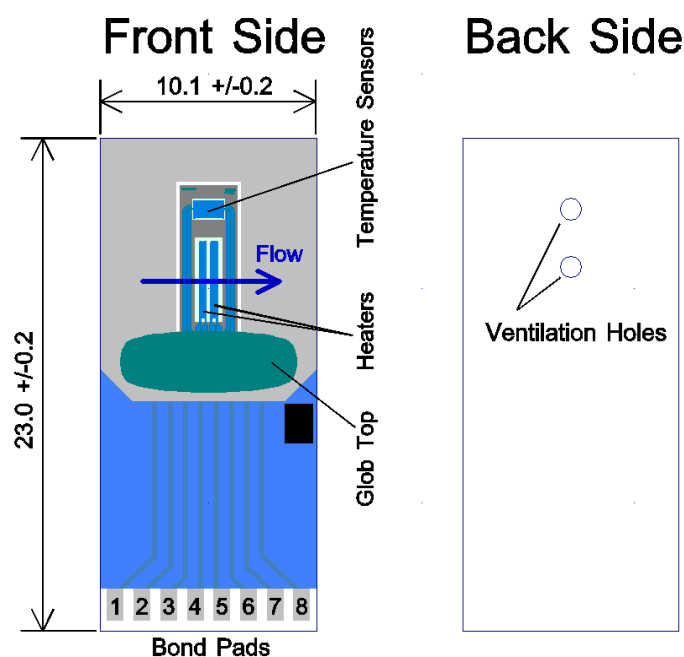 Front Side
Back Side
10.1 +/-0.2
Temperature Sensors
Flow
Heaters
Ventilation Holes
23.0 +/-0.2
Glob Top
1 2 3 4 5 6 7 8
Bond Pads